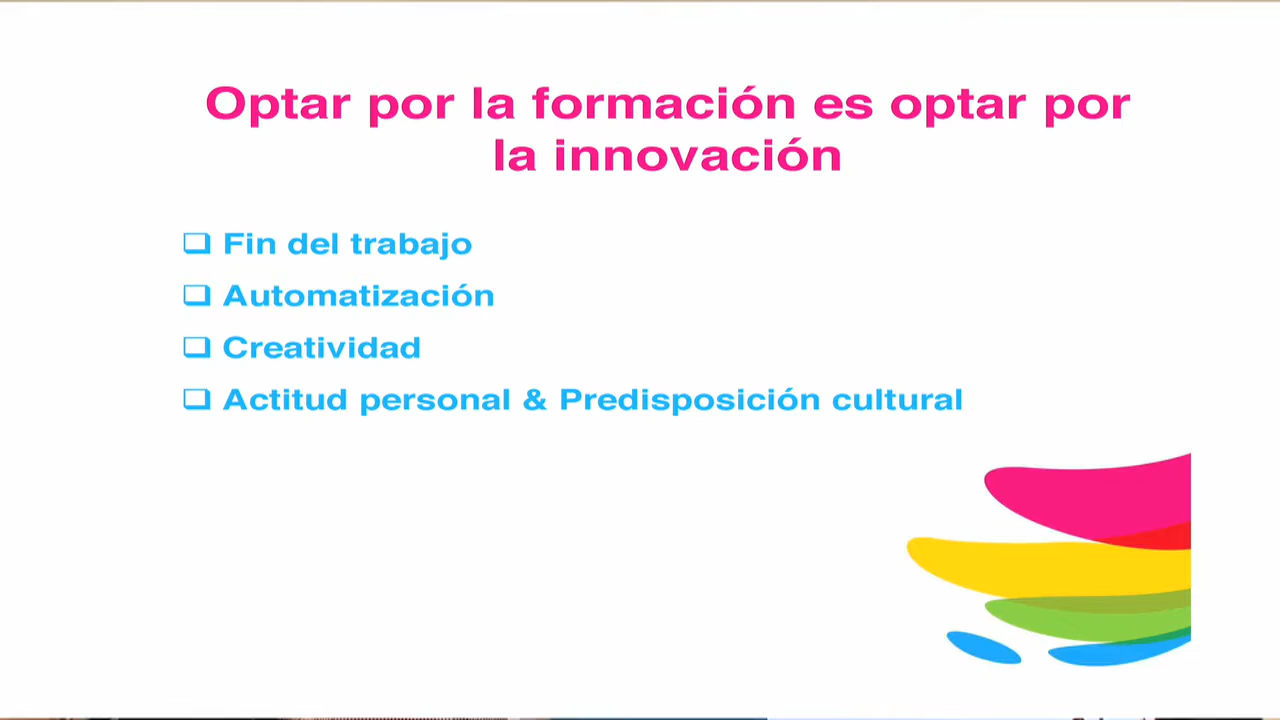 Optar por la formación es optar por
la innovación
❑ Fin del trabajo
❑ Automatización
❑ Creatividad
❑ Actitud personal & Predisposición cultural